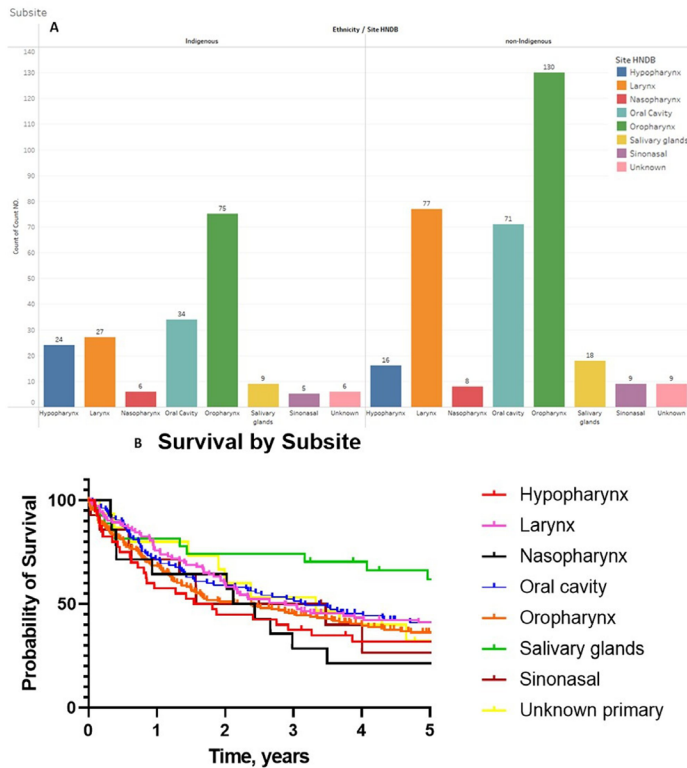 Subsite
A
Ethnicity / Site HNDB
Indigenous
non-Indigenous
Count of Count NO.
140
130
120
110
100
90
80
70
60
50
40
30
20
10
0
24
27
6
34
75
9
5
6
16
77
8
71
130
18
9
9
Site HNDB
Hypopharynx
Larynx
Nasopharynx
Oral Cavity
Oropharynx
Salivary glands
Sinonasal
Unknown
Hypopharynx Larynx Nasopharynx Oral Cavity Oropharynx Salivary glands Sinonasal Unknown
Hypopharynx Larynx Nasopharynx Oral cavity Oropharynx Salivary glands Sinonasal Unknown
B Survival by Subsite
Probability of Survival
100
50
0
0 1 2 3 4 5
Time, years
Hypopharynx
Larynx
Nasopharynx
Oral cavity
Oropharynx
Salivary glands
Sinonasal
Unknown primary